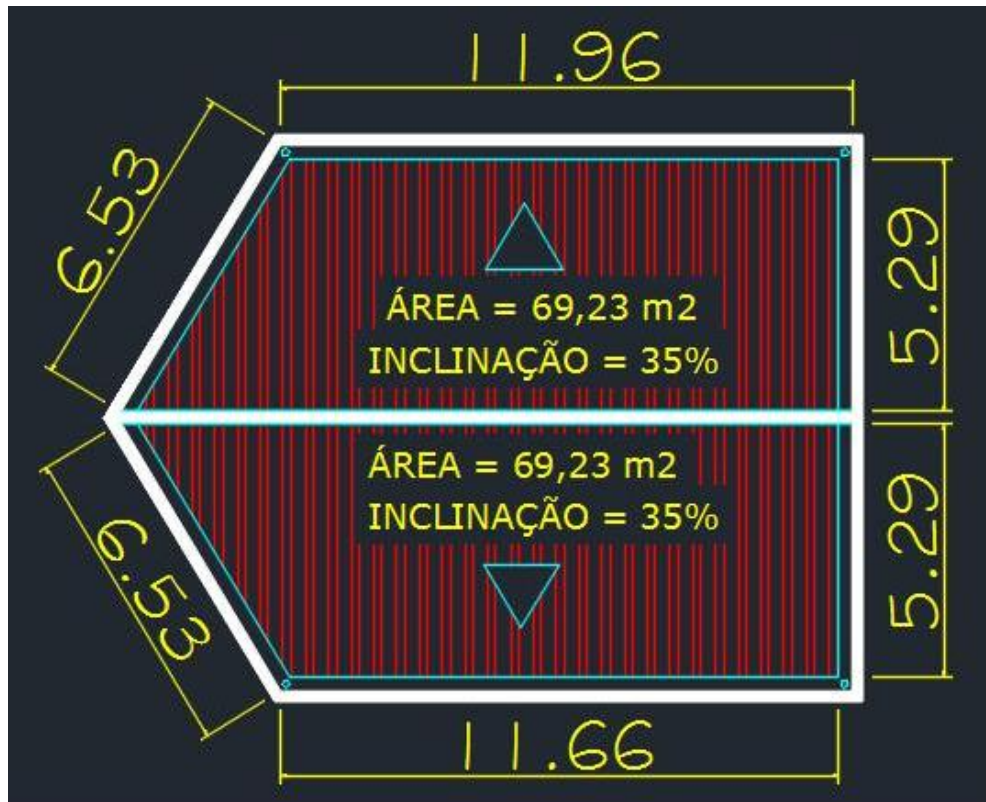 11.96
6.53
5.29
ÁREA = 69,23 m2
INCLINAÇÃO = 35%
ÁREA = 69,23 m2
INCLINAÇÃO = 35%
6.53
5.29
11.66